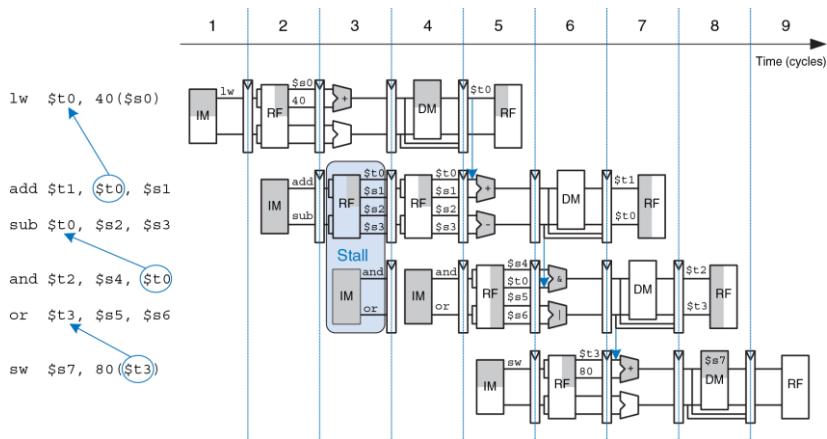 1 2 3 4 5 6 7 8 9
Time (cycles)
lw $t0, 40($s0)
IM lw RF $s0 40 + DM $t0 RF
add $t1, $t0, $s1
sub $t0, $s2, $s3
IM add sub RF $t0 $s1 $s2 $s3 RF $t0 $s1 $s2 $s3 + - DM $t1 $t0 RF
Stall
and $t2, $s4, $t0
or $t3, $s5, $s6
IM and or IM and or RF $s4 $t0 $s5 $s6 & | DM $t2 $t3 RF
sw $s7, 80($t3)
IM sw RF $t3 80 + $s7 DM RF